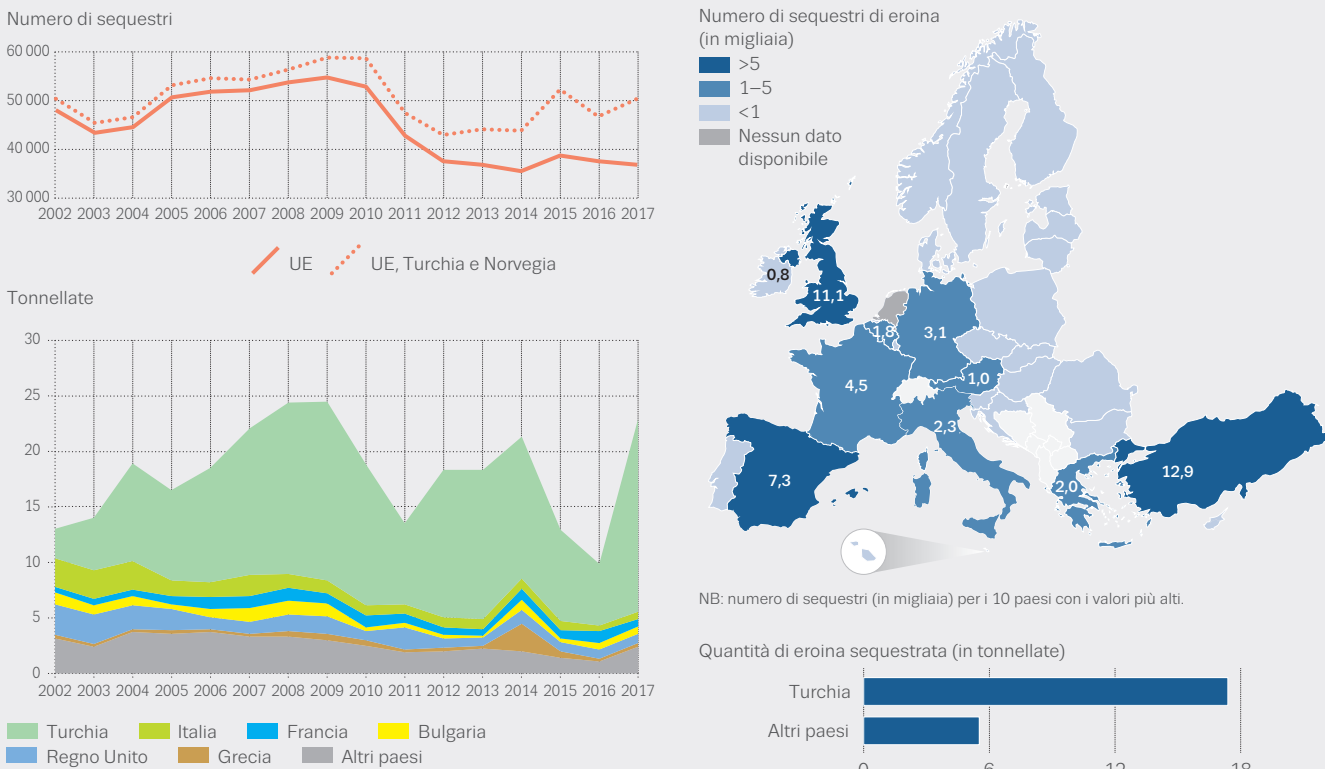 Numero di sequestri
60 000
50 000
40 000
30 000
2002 2003 2004 2005 2006 2007 2008 2009 2010 2011 2012 2013 2014 2015 2016 2017
UE
UE, Turchia e Norvegia
Tonnellate
30
25
20
15
10
5
0
2002 2003 2004 2005 2006 2007 2008 2009 2010 2011 2012 2013 2014 2015 2016 2017
Turchia Italia Francia Bulgaria
Regno Unito Grecia Altri paesi
Numero di sequestri di eroina
(in migliaia)
>5
1–5
<1
Nessun dato
disponibile
0,8
11,1
1,8
3,1
4,5
1,0
2,3
7,3
2,0
12,9
NB: numero di sequestri (in migliaia) per i 10 paesi con i valori più alti.
Quantità di eroina sequestrata (in tonnellate)
Turchia
Altri paesi
0 6 12 18